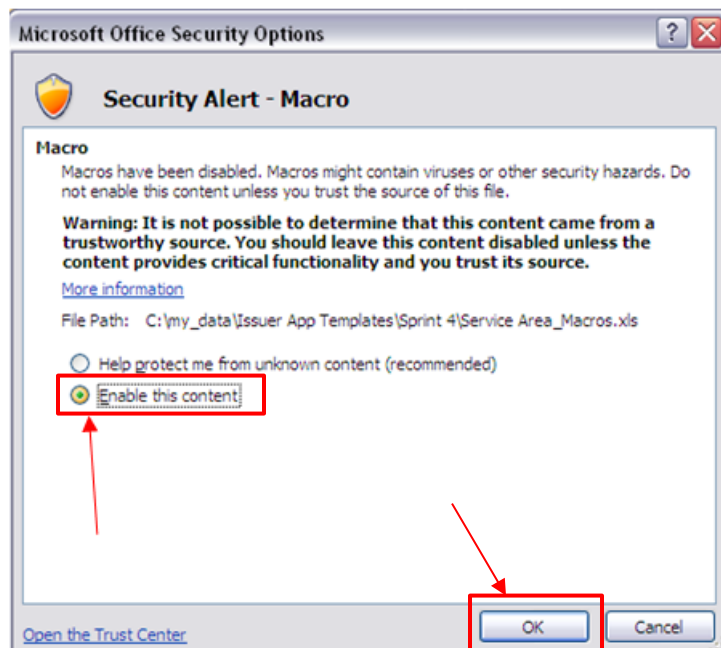 Microsoft Office Security Options
Security Alert - Macro
Macro
Macros have been disabled. Macros might contain viruses or other security hazards. Do
not enable this content unless you trust the source of this file.
Warning: It is not possible to determine that this content came from a
trustworthy source. You should leave this content disabled unless the
content provides critical functionality and you trust its source.
More information
File Path: C:\my_data\Issuer App Templates\Sprint 4\Service Area_Macros.xls
Help protect me from unknown content (recommended)
Enable this content
Open the Trust Center
OK
Cancel